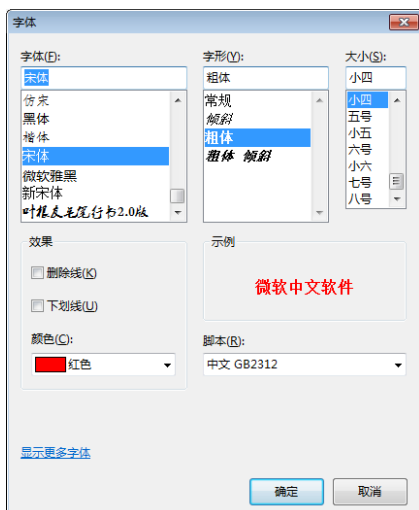 字体
字体(F):
宋体
仿宋
黑体
楷体
宋体
微软雅黑
新宋体
叶根友毛笔行书2.0版
字形(Y):
粗体
常规
倾斜
粗体
粗体 倾斜
大小(S):
小四
小四
五号
小五
六号
小六
七号
八号
效果
删除线(K)
下划线(U)
颜色(C):
红色
示例
微软中文软件
脚本(R):
中文 GB2312
显示更多字体
确定
取消